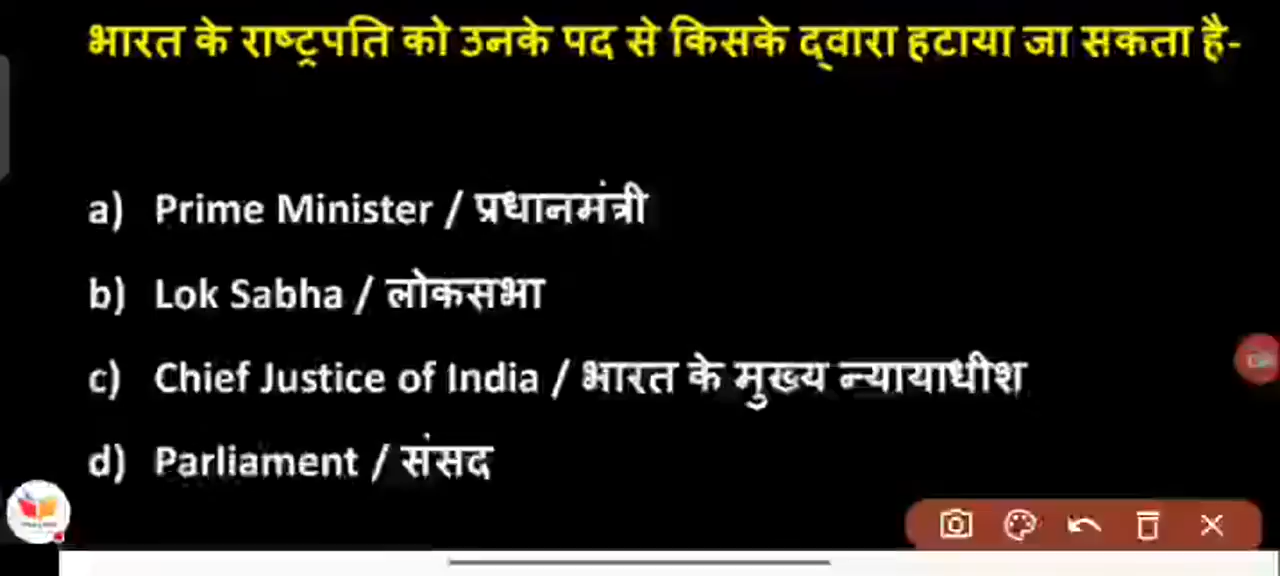 भारत के राष्ट्रपति को उनके पद से किसके द्वारा हटाया जा सकता है-
a) Prime Minister / प्रधानमंत्री
b) Lok Sabha / लोकसभा
c) Chief Justice of India / भारत के मुख्य न्यायाधीश
d) Parliament / संसद